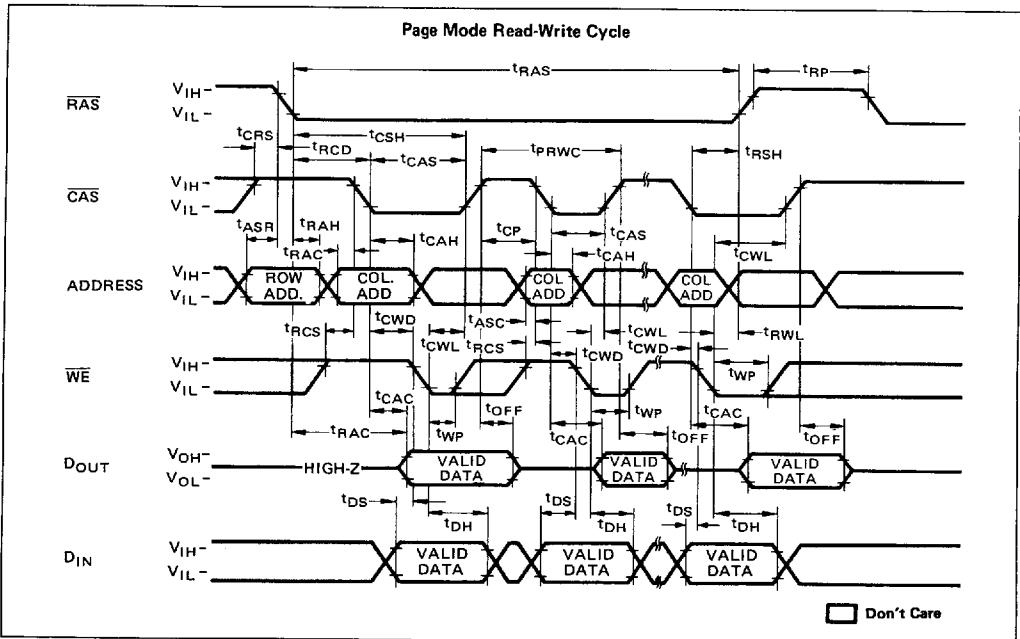 Page Mode Read-Write Cycle
tRAS
tRP
RAS
VIH-
VIL-
tCRS
tRCD
tCSH
tCAS
tPRWC
tRSH
CAS
VIH-
VIL-
tASR
tRAH
tRAC
tCAH
tCP
tCAS
tCAH
tCWL
ADDRESS
VIH-
VIL-
ROW ADD.
COL. ADD
COL ADD
COL ADD
tRCS
tCWD
tCWL
tASC
tRCS
tCWL
tCWD
tCWD
tRWL
WE
VIH-
VIL-
tWP
tCAC
tRAC
tWP
tOFF
tCAC
tWP
tOFF
tCAC
tOFF
DOUT
VOH-
VOL-
HIGH-Z
VALID DATA
VALID DATA
VALID DATA
tDS
tDH
tDS
tDH
tDS
tDH
DIN
VIH-
VIL-
VALID DATA
VALID DATA
VALID DATA
Don't Care